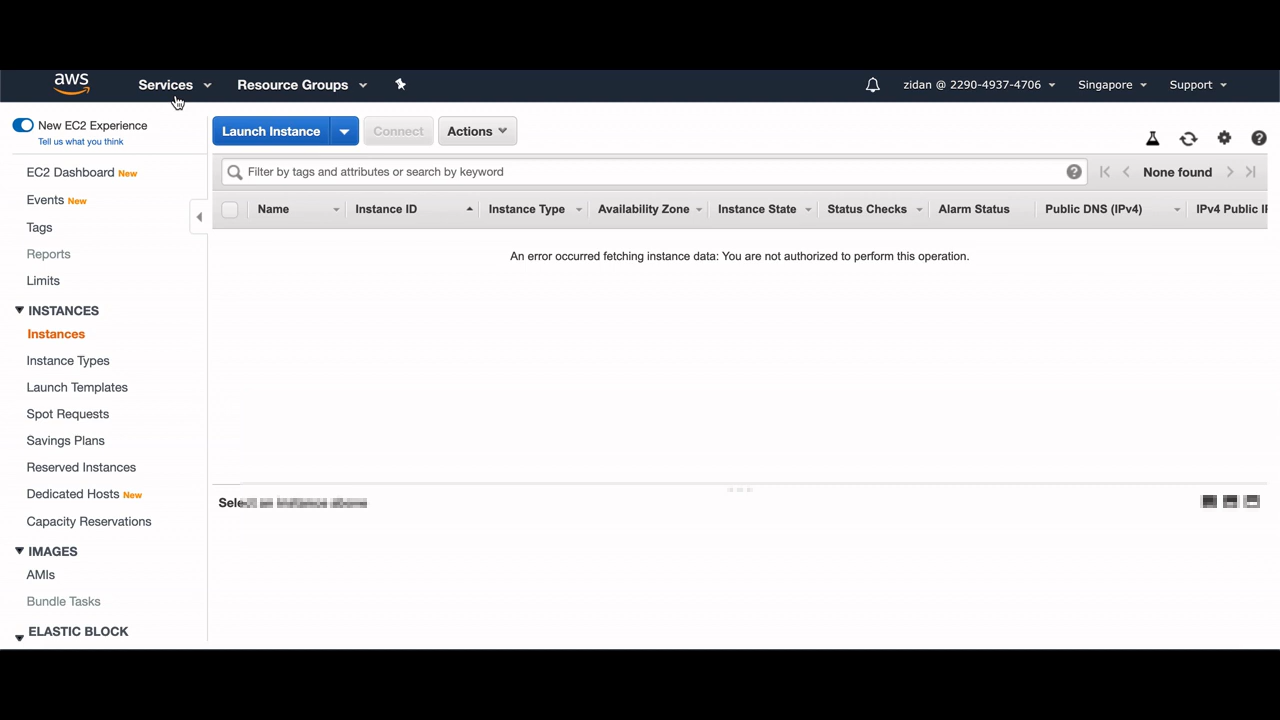 aws Services Resource Groups zidan @ 2290-4937-4706 Singapore Support
New EC2 Experience
Tell us what you think
EC2 Dashboard New
Events New
Tags
Reports
Limits
INSTANCES
Instances
Instance Types
Launch Templates
Spot Requests
Savings Plans
Reserved Instances
Dedicated Hosts New
Capacity Reservations
IMAGES
AMIs
Bundle Tasks
ELASTIC BLOCK
Launch Instance Connect Actions
Filter by tags and attributes or search by keyword None found
Name Instance ID Instance Type Availability Zone Instance State Status Checks Alarm Status Public DNS (IPv4) IPv4 Public
An error occurred fetching instance data: You are not authorized to perform this operation.
Select an instance above